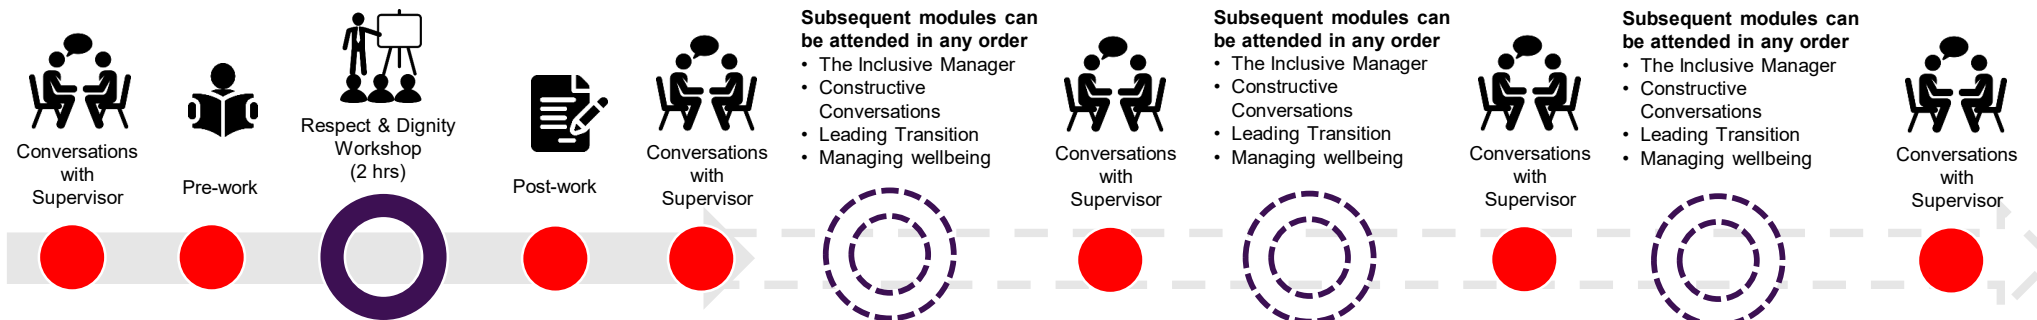 Conversations
with
Supervisor
Pre-work
Respect & Dignity
Workshop
(2 hrs)
Post-work
Conversations
with
Supervisor
Subsequent modules can
be attended in any order
• The Inclusive Manager
• Constructive
Conversations
• Leading Transition
• Managing wellbeing
Conversations
with
Supervisor
Subsequent modules can
be attended in any order
• The Inclusive Manager
• Constructive
Conversations
• Leading Transition
• Managing wellbeing
Conversations
with
Supervisor
Subsequent modules can
be attended in any order
• The Inclusive Manager
• Constructive
Conversations
• Leading Transition
• Managing wellbeing
Conversations
with
Supervisor